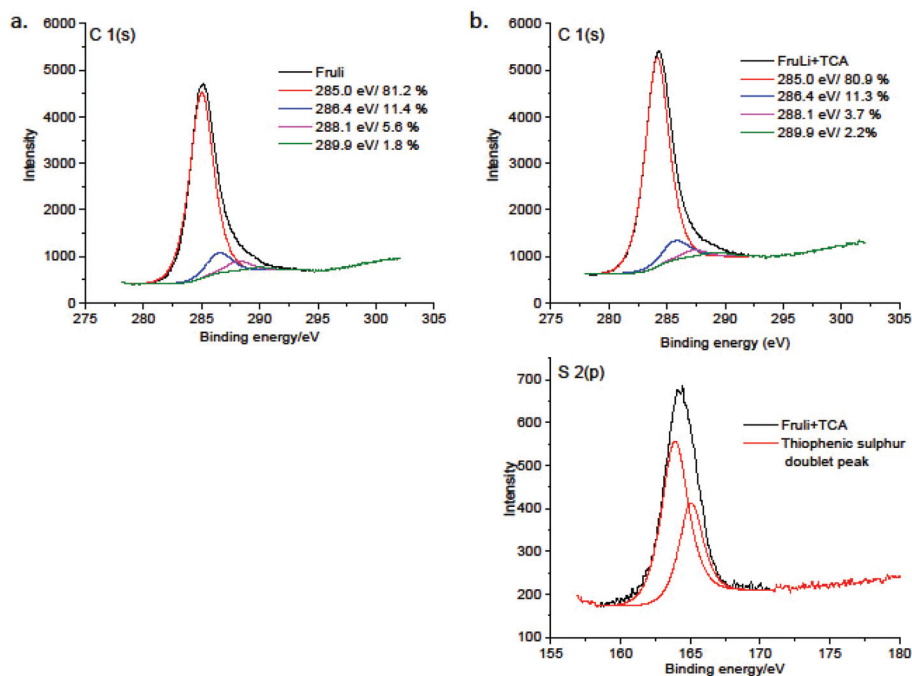 a.
C 1(s)
Fruli
285.0 eV/ 81.2 %
286.4 eV/ 11.4 %
288.1 eV/ 5.6 %
289.9 eV/ 1.8 %
Intensity
6000
5000
4000
3000
2000
1000
0
275 280 285 290 295 300 305
Binding energy/eV
b.
C 1(s)
FruLi+TCA
285.0 eV/ 80.9 %
286.4 eV/ 11.3 %
288.1 eV/ 3.7 %
289.9 eV/ 2.2%
Intensity
6000
5000
4000
3000
2000
1000
0
275 280 285 290 295 300 305
Binding energy (eV)
S 2(p)
Fruli+TCA
Thiophenic sulphur
doublet peak
Intensity
700
600
500
400
300
200
100
155 160 165 170 175 180
Binding energy/eV